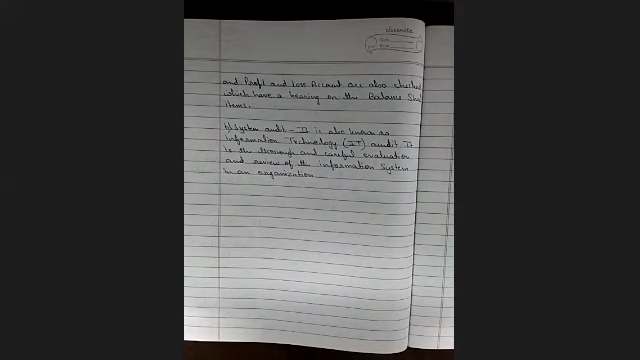 classmate
Date
Page
and Profit and Loss Account are also checked
which have a bearing on the Balance Sheet
items.
b) System audit - It is also known as
Information Technology (IT) audit It
is the thorough and careful evaluation
and review of the information System
in an organization.